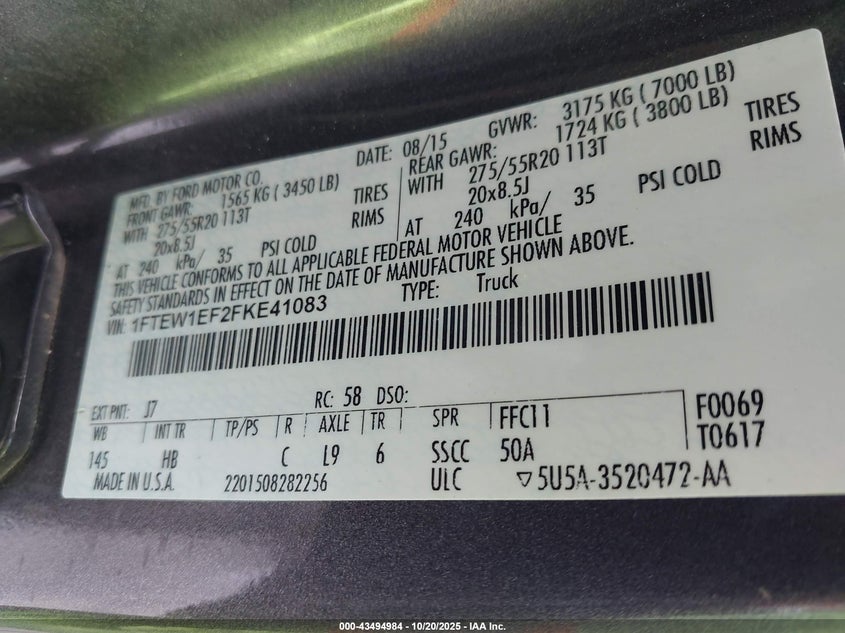 MFD. BY FORD MOTOR CO.
DATE: 08/15 GVWR: 3175 KG ( 7000 LB)
FRONT GAWR: 1565 KG ( 3450 LB)
REAR GAWR: 1724 KG ( 3800 LB)
WITH 275/55R20 113T TIRES
WITH 275/55R20 113T TIRES
20x8.5J RIMS
20x8.5J RIMS
AT 240 kPa/ 35 PSI COLD
AT 240 kPa/ 35 PSI COLD
THIS VEHICLE CONFORMS TO ALL APPLICABLE FEDERAL MOTOR VEHICLE
SAFETY STANDARDS IN EFFECT ON THE DATE OF MANUFACTURE SHOWN ABOVE.
VIN: 1FTEW1EF2FKE41083 TYPE: Truck
EXT PNT: J7 RC: 58 DSO:
WB INT TR TP/PS R AXLE TR SPR FFC11 F0069
145 HB C L9 6 SSCC 50A T0617
MADE IN U.S.A. 2201508282256 ULC ▽5U5A-3520472-AA
000-43494984 | 10/20/2025 - IAA Inc.